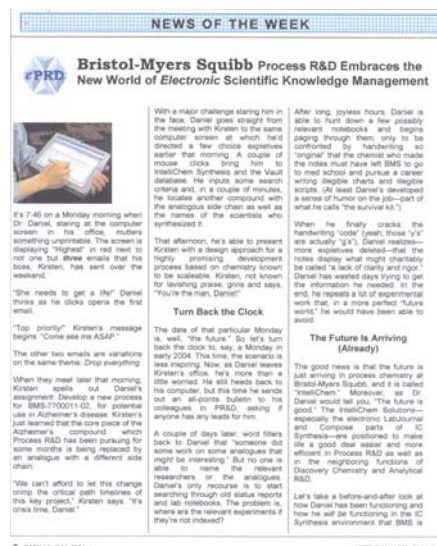 NEWS OF THE WEEK
ePRD
Bristol-Myers Squibb Process R&D Embraces the
New World of Electronic Scientific Knowledge Management
It's 7:46 on a Monday morning when
Dr. Daniel, staring at the computer
screen in his office, mutters
something unprintable. The screen is
displaying "Highest" in red next to
not one but three emails that his
boss, Kirsten, has sent over the
weekend.
"She needs to get a life!" Daniel
thinks as he clicks opens the first
email.
"Top priority!" Kirsten's message
begins. "Come see me ASAP."
The other two emails are variations
on the same theme: Drop everything.
When they meet later that morning,
Kirsten spells out Daniel's
assignment: Develop a new process
for BMS-7700011-02, for potential
use in Alzheimer's disease. Kirsten's
just learned that the core piece of the
Alzheimer's compound which
Process R&D has been pursuing for
some months is being replaced by
an analogue with a different side
chain.
"We can't afford to let this change
crimp the critical path timelines of
this key project," Kirsten says. "It's
crisis time, Daniel."
With a major challenge staring him in
the face, Daniel goes straight from
the meeting with Kirsten to the same
computer screen at which he'd
directed a few choice expletives
earlier that morning. A couple of
mouse clicks bring him to
IntelliChem Synthesis and the Vault
database. He inputs some search
criteria and, in a couple of minutes,
he locates another compound with
the analogous side chain as well as
the names of the scientists who
synthesized it.
That afternoon, he's able to present
Kirsten with a design approach for a
highly promising development
process based on chemistry known
to be scaleable. Kirsten, not known
for lavishing praise, grins and says,
"You're the man, Daniel!"
Turn Back the Clock
The date of that particular Monday
is, well, "the future." So let's turn
back the clock to, say, a Monday in
early 2004. This time, the scenario is
less inspiring. Now, as Daniel leaves
Kirsten's office, he's more than a
little worried. He still heads back to
his computer, but this time he sends
out an all-points bulletin to his
colleagues in PR&D, asking if
anyone has any leads for him.
A couple of days later, word filters
back to Daniel that "someone did
some work on some analogues that
might be interesting." But no one is
able to name the relevant
researchers or the analogues.
Daniel's only recourse is to start
searching through old status reports
and lab notebooks. The problem is,
where are the relevant experiments if
they're not indexed?
After long, joyless hours, Daniel is
able to hunt down a few possibly
relevant notebooks and begins
paging through them, only to be
confronted by handwriting so
"original" that the chemist who made
the notes must have left BMS to go
to med school and pursue a career
writing illegible charts and illegible
scripts. (At least Daniel's developed
a sense of humor on the job—part of
what he calls "the survival kit.")
When he finally cracks the
handwriting "code" (yeah, those "y's"
are actually "g's"), Daniel realizes—
more expletives deleted—that the
notes display what might charitably
be called "a lack of clarity and rigor."
Daniel has wasted days trying to get
the information he needed. In the
end, he repeats a lot of experimental
work that, in a more perfect "future
world," he would have been able to
avoid.
The Future Is Arriving
(Already)
The good news is that the future is
just arriving in process chemistry at
Bristol-Myers Squibb, and it is called
"IntelliChem." Moreover, as Dr.
Daniel would tell you, "The future is
good." The IntelliChem Solutions—
especially the electronic LabJournal
and Compose parts of IC
Synthesis—are positioned to make
life a good deal easier and more
efficient in Process R&D as well as
in the neighboring functions of
Discovery Chemistry and Analytical
R&D.
Let's take a before-and-after look at
how Daniel has been functioning and
how he will be functioning in the IC
Synthesis environment that BMS is